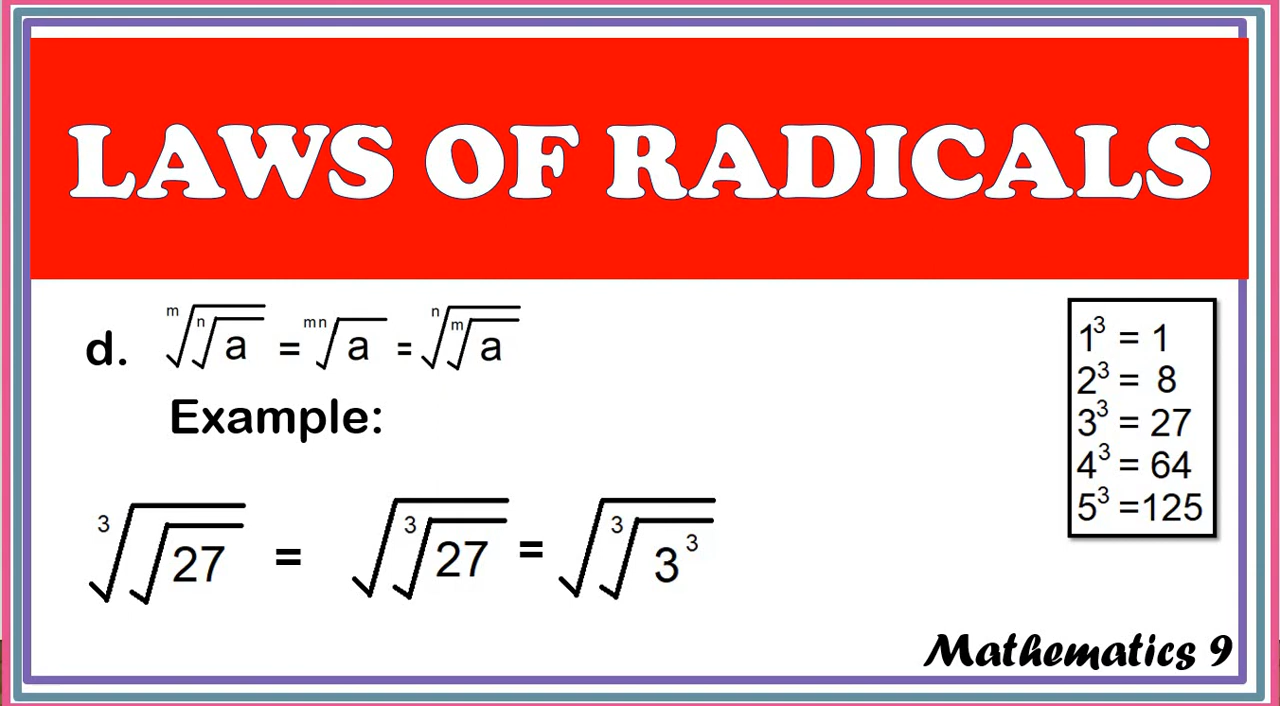 LAWS OF RADICALS
d. ᵐ√(ⁿ√a) = ᵐⁿ√a = ⁿ√(ᵐ√a)
Example:
³√(√27) = √(³√27) = √(³√3³)
1³ = 1
2³ = 8
3³ = 27
4³ = 64
5³ =125
Mathematics 9